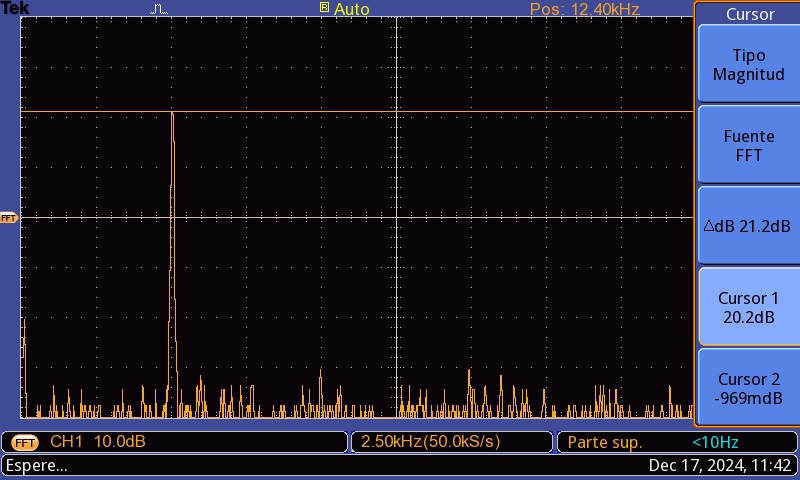 Tek
R Auto
Pos: 12.40kHz
Cursor
Tipo
Magnitud
Fuente
FFT
FFT
△dB 21.2dB
Cursor 1
20.2dB
Cursor 2
-969mdB
FFT CH1 10.0dB
2.50kHz(50.0kS/s)
Parte sup. <10Hz
Espere...
Dec 17, 2024, 11:42